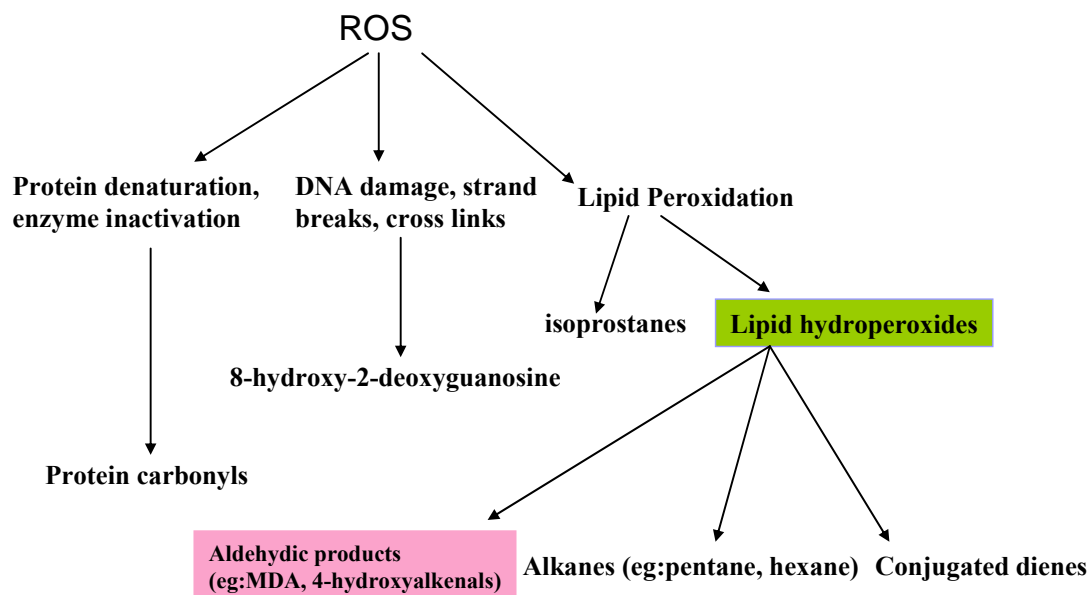 ROS
Protein denaturation,
enzyme inactivation
DNA damage, strand
breaks, cross links
Lipid Peroxidation
isoprostanes
Lipid hydroperoxides
8-hydroxy-2-deoxyguanosine
Protein carbonyls
Aldehydic products
(eg:MDA, 4-hydroxyalkenals)
Alkanes (eg:pentane, hexane)
Conjugated dienes